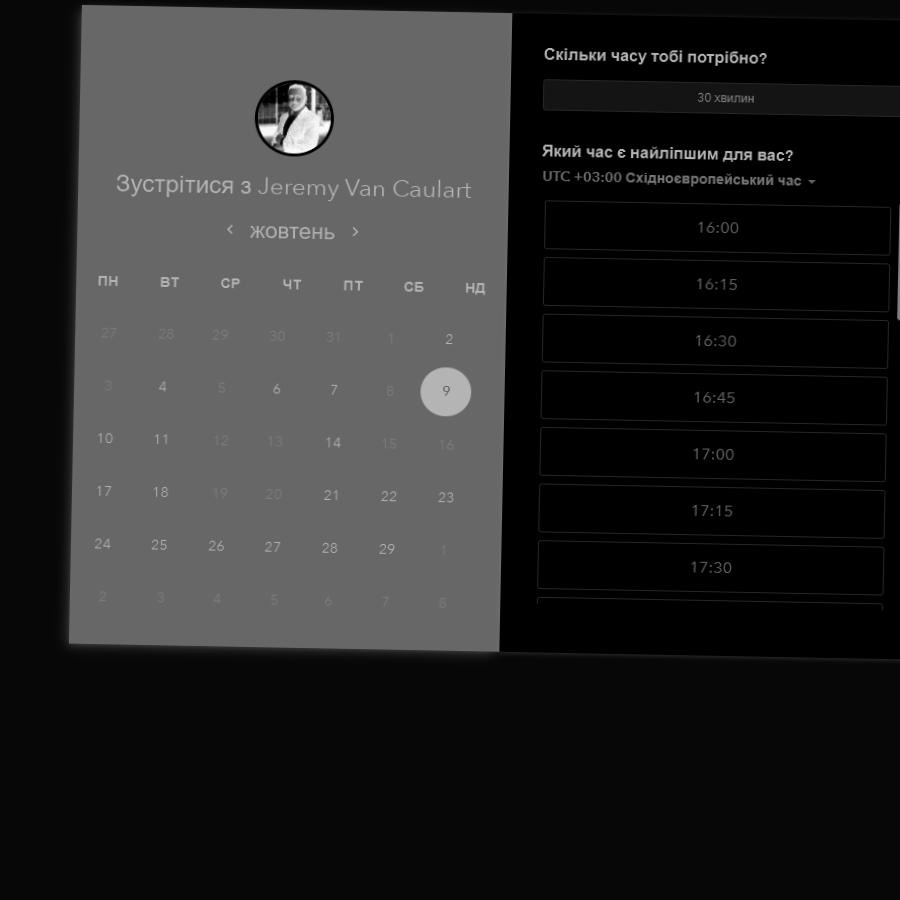 Зустрітися з Jeremy Van Caulart
жовтень
ПН ВТ СР ЧТ ПТ СБ НД
27 28 29 30 31 1 2
3 4 5 6 7 8 9
10 11 12 13 14 15 16
17 18 19 20 21 22 23
24 25 26 27 28 29 1
2 3 4 5 6 7 8
Скільки часу тобі потрібно?
30 хвилин
Який час є найліпшим для вас?
UTC +03:00 Східноєвропейський час
16:00
16:15
16:30
16:45
17:00
17:15
17:30